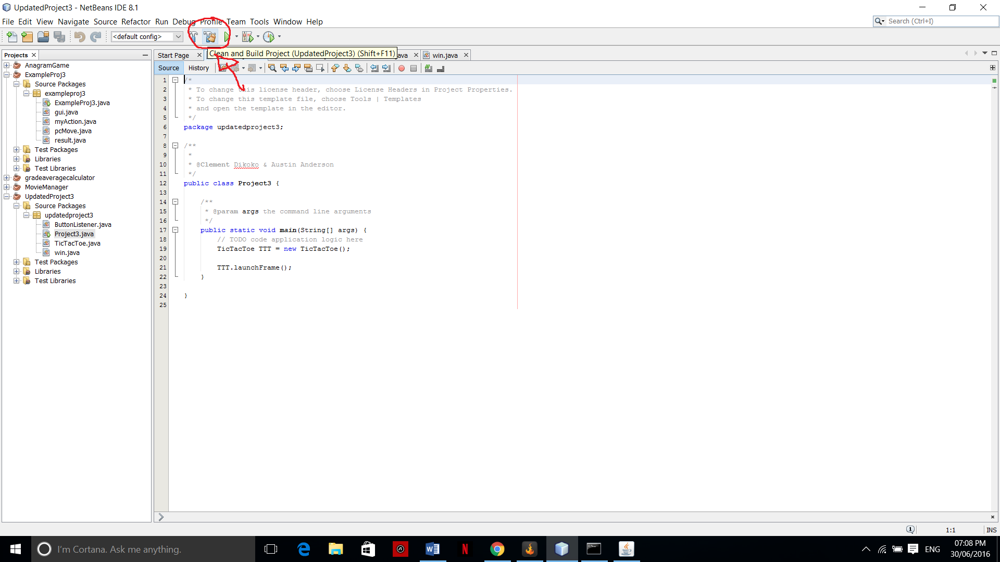 UpdatedProject3 - NetBeans IDE 8.1
File Edit View Navigate Source Refactor Run Debug Profile Team Tools Window Help
Search (Ctrl+I)
<default config>
Projects
Start Page
Clean and Build Project (UpdatedProject3) (Shift+F11)
ava
win.java
AnagramGame
ExampleProj3
Source Packages
exampleproj3
ExampleProj3.java
gui.java
myAction.java
pcMove.java
result.java
Test Packages
Libraries
Test Libraries
gradeaveragecalculator
MovieManager
UpdatedProject3
Source Packages
updatedproject3
ButtonListener.java
Project3.java
TicTacToe.java
win.java
Test Packages
Libraries
Test Libraries
Source History
1 /*
2 * To change this license header, choose License Headers in Project Properties.
3 * To change this template file, choose Tools | Templates
4 * and open the template in the editor.
5 */
6 package updatedproject3;
7
8 /**
9 *
10 * @Clement Dikoko & Austin Anderson
11 */
12 public class Project3 {
13
14 /**
15 * @param args the command line arguments
16 */
17 public static void main(String[] args) {
18 // TODO code application logic here
19 TicTacToe TTT = new TicTacToe();
20
21 TTT.launchFrame();
22 }
23
24 }
25
1
1:1
INS
I'm Cortana. Ask me anything.
ENG
07:08 PM
30/06/2016